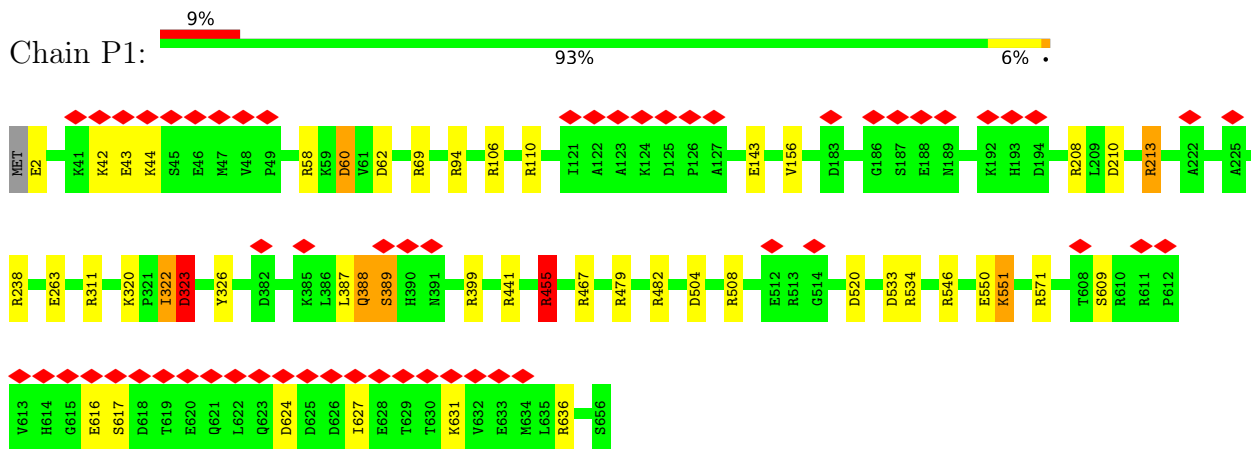 9%
Chain P1:
93% 6% •
MET E2 K41 K42 E43 K44 S45 E46 M47 V48 P49 R58 K59 D60 V61 D62 R69 R94 R106 R110 I121 A122 A123 K124 D125 P126 A127 E143 V156 D183 G186 S187 E188 N189 K192 H193 D194 R208 L209 D210 R213 A222 A225
R238 E263 R311 K320 P321 I322 D323 Y326 D382 K385 L386 L387 Q388 S389 H390 N391 R399 R441 R455 R467 R479 R482 D504 R508 E512 R513 G514 D520 D533 R534 R546 E550 K551 R571 T608 S609 R610 R611 P612
V613 H614 G615 E616 S617 D618 T619 E620 Q621 L622 Q623 D624 D625 D626 I627 E628 T629 T630 K631 V632 E633 M634 L635 R636 S656